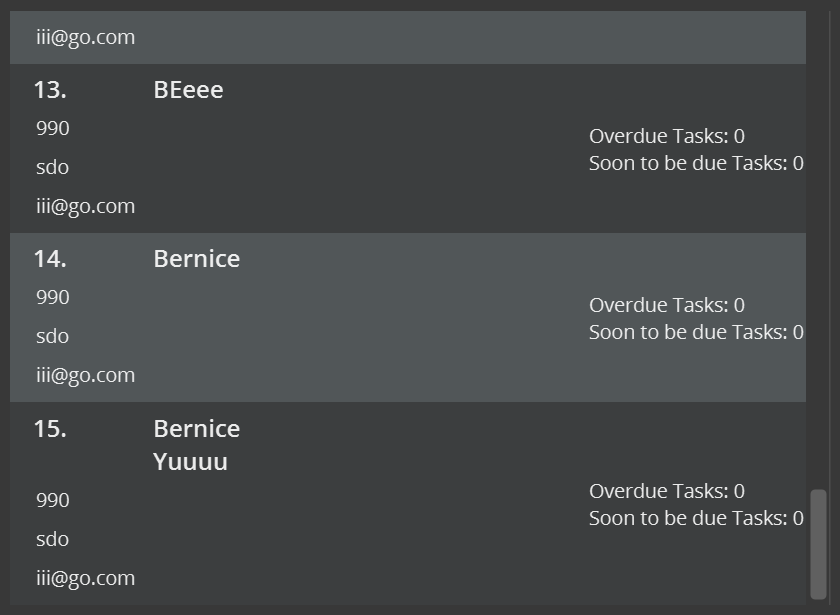 iii@go.com
13. BEeee
990
Overdue Tasks: 0
sdo
Soon to be due Tasks: 0
iii@go.com
14. Bernice
990
Overdue Tasks: 0
sdo
Soon to be due Tasks: 0
iii@go.com
15. Bernice
Yuuuu
990
Overdue Tasks: 0
sdo
Soon to be due Tasks: 0
iii@go.com